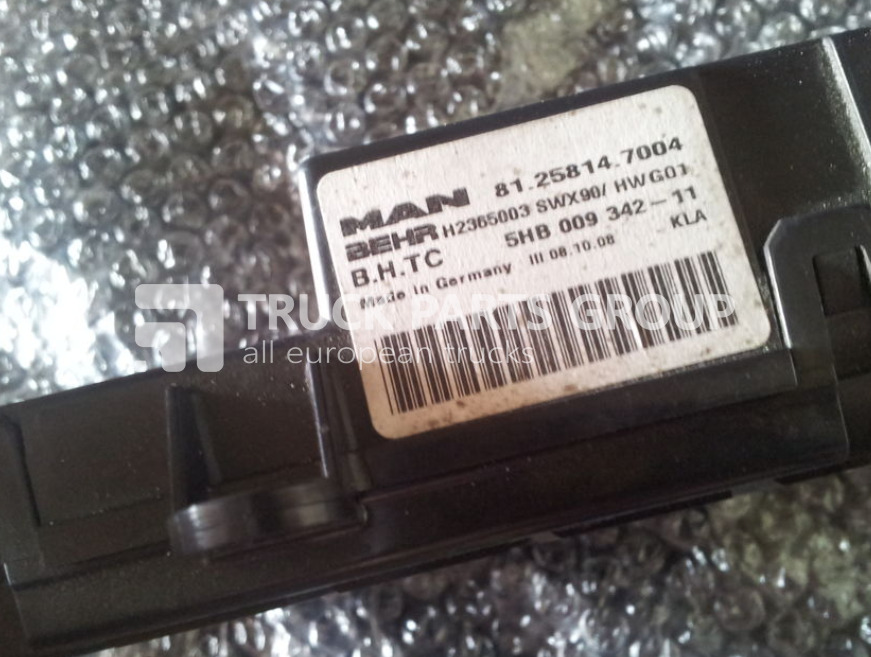 MAN 81.25814.7004
BEHR H2365003 SWX90/ HWG01
B.H.TC 5HB 009 342-11
Made in Germany III 08.10.08 KLA
TRUCK PARTS GROUP
all european trucks